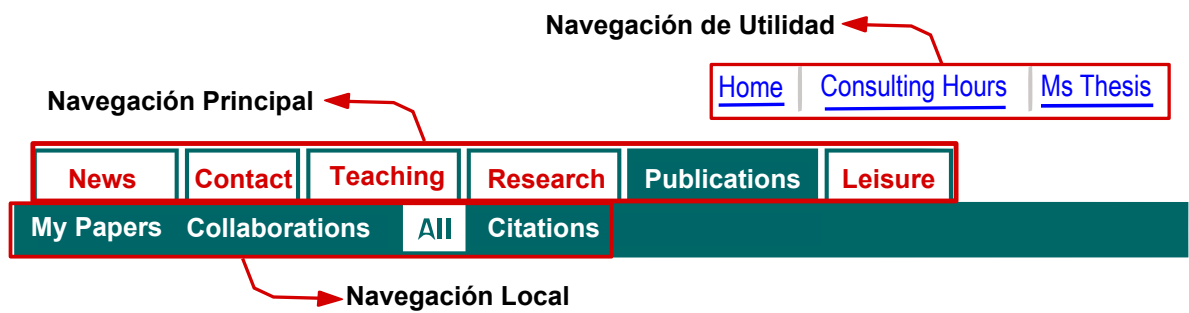 Navegación de Utilidad
Home Consulting Hours Ms Thesis
Navegación Principal
News Contact Teaching Research Publications Leisure
My Papers Collaborations All Citations
Navegación Local